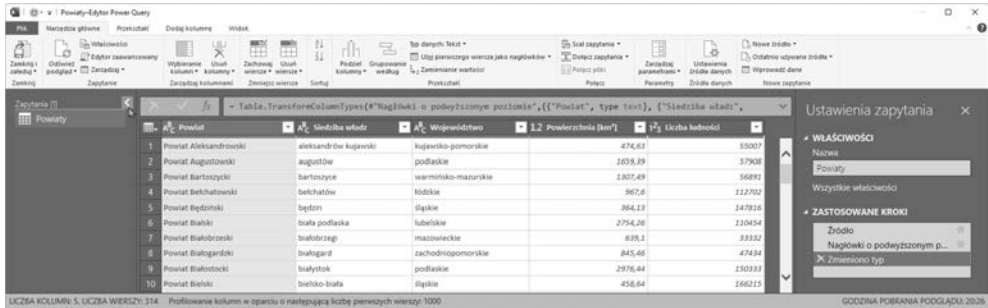 Powiaty–Edytor Power Query
Plik Narzędzia główne Przekształć Dodaj kolumnę Widok
Zamknij i załaduj
Odśwież podgląd
Właściwości
Edytor zaawansowany
Zarządzaj
Wybieranie kolumn
Usuń kolumny
Zachowaj wiersze
Usuń wiersze
Podziel kolumny
Grupowanie według
Typ danych: Tekst
Użyj pierwszego wiersza jako nagłówków
Zamienianie wartości
Scal zapytania
Dołącz zapytania
Połącz pliki
Zarządzaj parametrami
Ustawienia źródła danych
Nowe źródło
Ostatnio używane źródła
Wprowadź dane
Zamknij Zapytanie Zarządzaj kolumnami Zmniejsz wiersze Sortuj Przekształć Połącz Parametry Źródła danych Nowe zapytanie
Zapytania [1]
Powiaty
fx = Table.TransformColumnTypes(#"Nagłówki o podwyższonym poziomie",{{"Powiat", type text}, {"Siedziba władz",
Powiat Siedziba władz Województwo 1.2 Powierzchnia [km²] 1²3 Liczba ludności
1 Powiat Aleksandrowski aleksandrów kujawski kujawsko-pomorskie 474,63 55007
2 Powiat Augustowski augustów podlaskie 1659,39 57908
3 Powiat Bartoszycki bartoszyce warmińsko-mazurskie 1307,49 56891
4 Powiat Bełchatowski bełchatów łódzkie 967,6 112702
5 Powiat Będziński będzin śląskie 364,13 147816
6 Powiat Bialski biała podlaska lubelskie 2754,26 110454
7 Powiat Białobrzeski białobrzegi mazowieckie 639,1 33332
8 Powiat Białogardzki białogard zachodniopomorskie 845,46 47434
9 Powiat Białostocki białystok podlaskie 2976,44 150333
10 Powiat Bielski bielsko-biała śląskie 458,64 166215
Ustawienia zapytania
WŁAŚCIWOŚCI
Nazwa
Powiaty
Wszystkie właściwości
ZASTOSOWANE KROKI
Źródło
Nagłówki o podwyższonym p...
Zmieniono typ
LICZBA KOLUMN: 5, LICZBA WIERSZY: 314 Profilowanie kolumn w oparciu o następującą liczbę pierwszych wierszy: 1000 GODZINA POBRANIA PODGLĄDU: 20:26